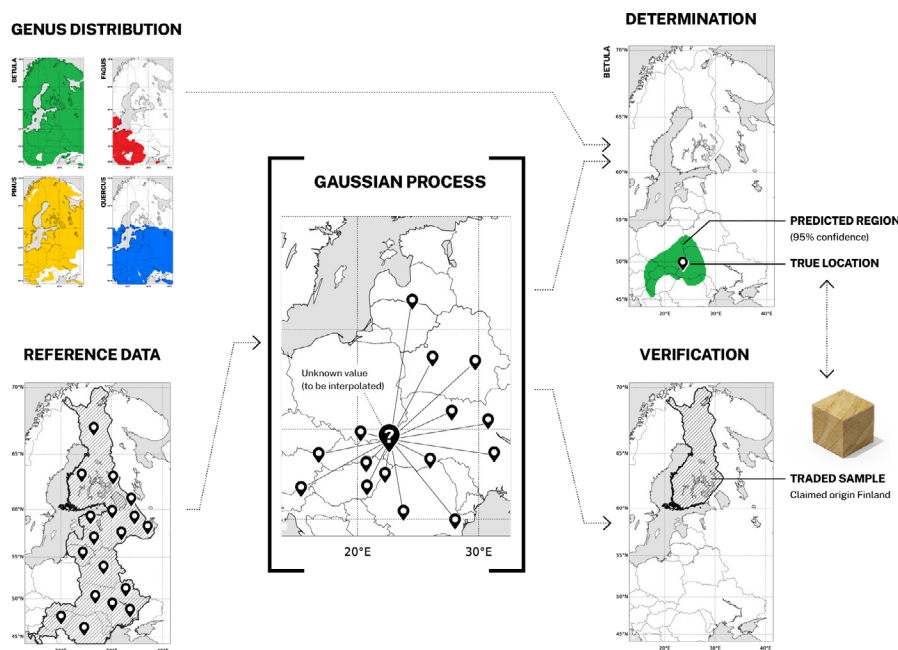 GENUS DISTRIBUTION
BETULA
FAGUS
PINUS
QUERCUS
REFERENCE DATA
70°N
65°N
60°N
55°N
50°N
45°N
GAUSSIAN PROCESS
Unknown value
(to be interpolated)
?
20°E
30°E
DETERMINATION
BETULA
70°N
65°N
60°N
55°N
50°N
45°N
20°E
30°E
41°E
PREDICTED REGION
(95% confidence)
TRUE LOCATION
VERIFICATION
70°N
65°N
60°N
55°N
50°N
45°N
20°E
30°E
41°E
TRADED SAMPLE
Claimed origin Finland